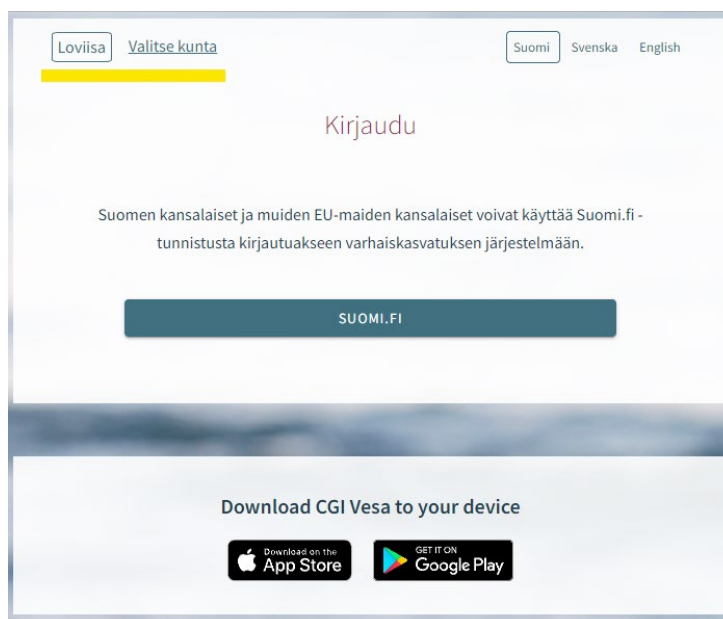 Loviisa Valitse kunta Suomi Svenska English
Kirjaudu
Suomen kansalaiset ja muiden EU-maiden kansalaiset voivat käyttää Suomi.fi -
tunnistusta kirjautuakseen varhaiskasvatuksen järjestelmään.
SUOMI.FI
Download CGI Vesa to your device
Download on the
App Store
GET IT ON
Google Play